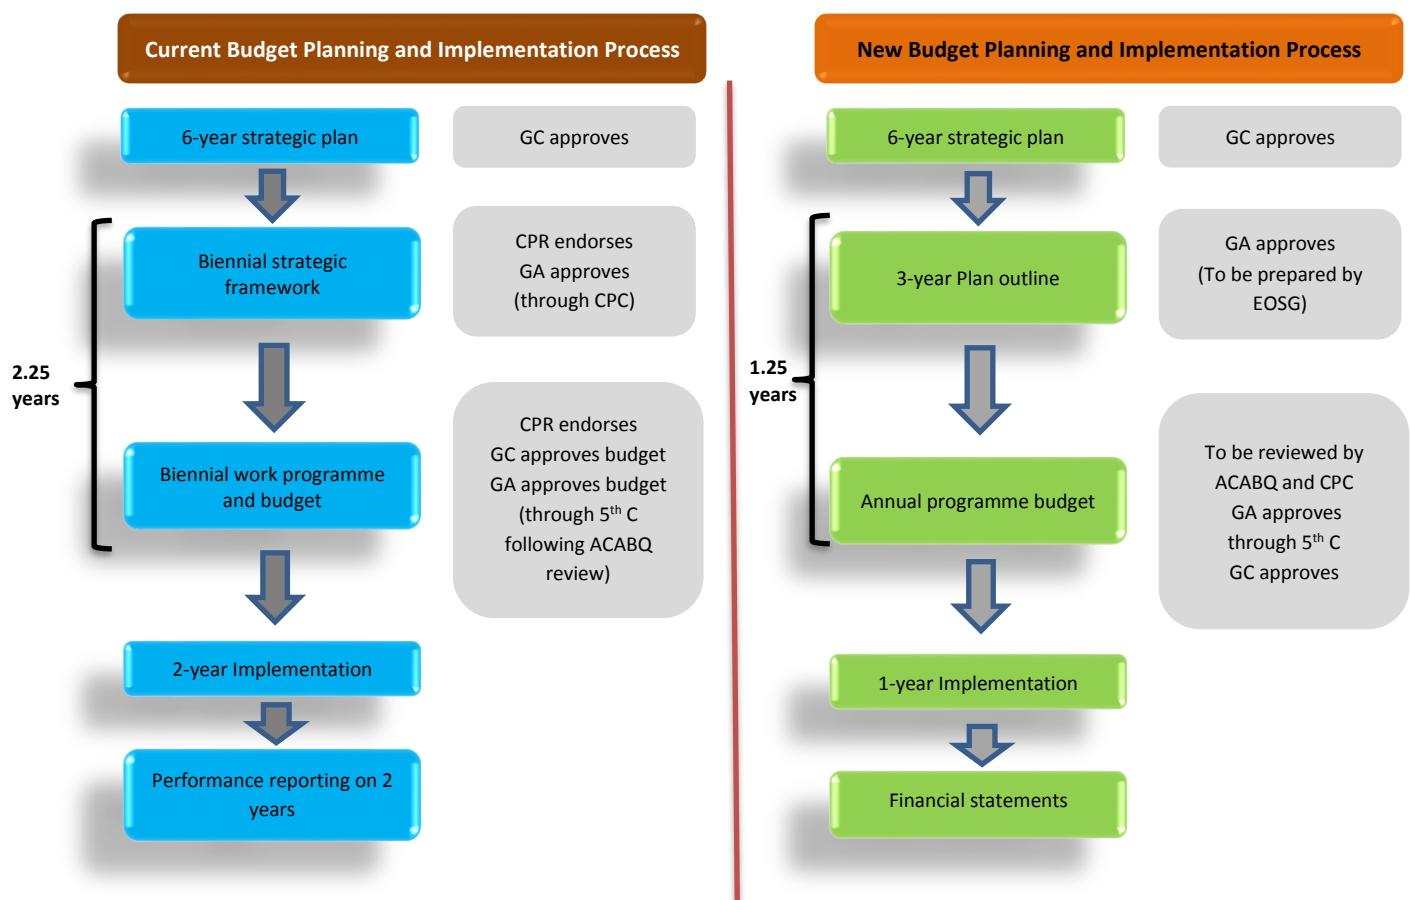 Current Budget Planning and Implementation Process
6-year strategic plan
GC approves
Biennial strategic
framework
CPR endorses
GA approves
(through CPC)
2.25
years
Biennial work programme
and budget
CPR endorses
GC approves budget
GA approves budget
(through 5th C
following ACABQ
review)
2-year Implementation
Performance reporting on 2
years
New Budget Planning and Implementation Process
6-year strategic plan
GC approves
3-year Plan outline
GA approves
(To be prepared by
EOSG)
1.25
years
Annual programme budget
To be reviewed by
ACABQ and CPC
GA approves
through 5th C
GC approves
1-year Implementation
Financial statements